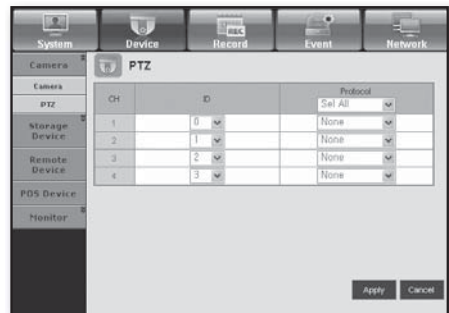 System Device Record Event Network
REC
Camera
Camera
PTZ
Storage
Device
Remote
Device
POS Device
Monitor
PTZ
CH ID Protocol
Sel All
1 0 None
2 1 None
3 2 None
4 3 None
Apply Cancel